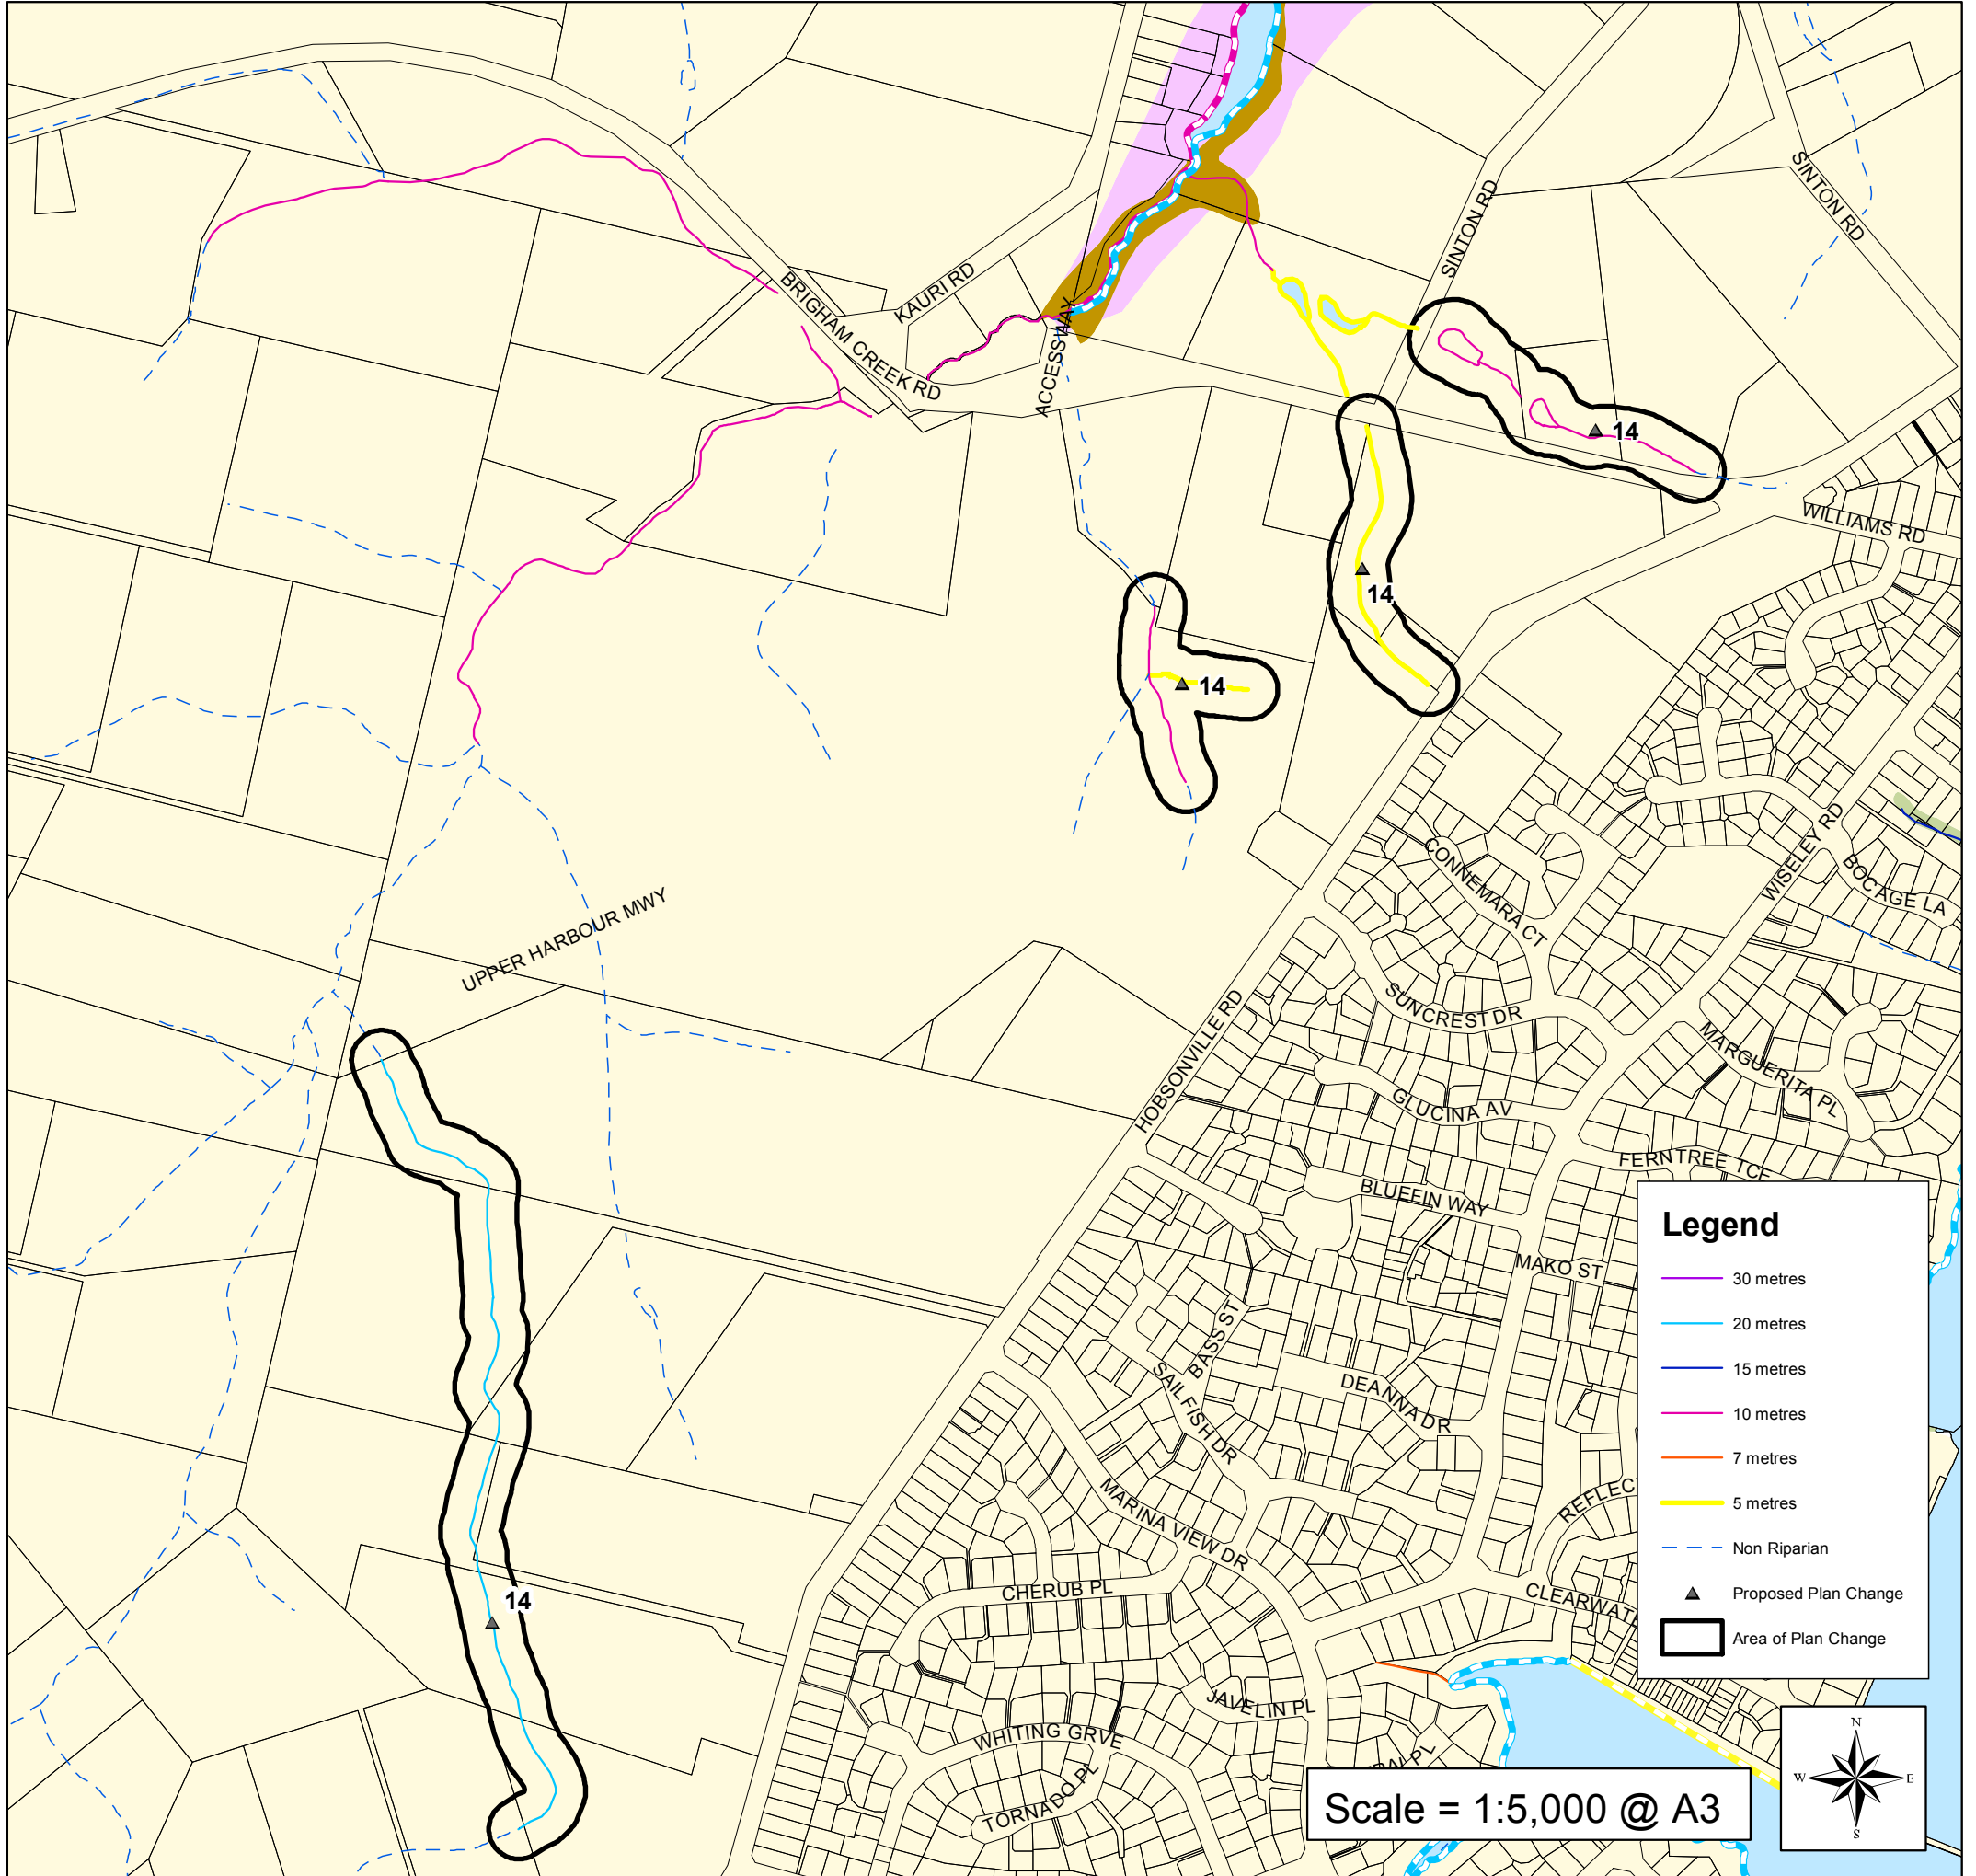 SINTON RD
SINTON RD
KAURI RD
BRIGHAM CREEK RD
ACCESSWAY
14
WILLIAMS RD
14
14
CONNEMARA CT
WISELEY RD
BOCAGE LA
UPPER HARBOUR MWY
SUNCREST DR
HOBSONVILLE RD
MARGUERITA PL
GLUCINA AV
FERNTREE TCE
BLUEFIN WAY
MAKO ST
BASS ST
SAILFISH DR
DEANNA DR
MARINA VIEW DR
REFLEC
CHERUB PL
CLEARWAT
14
JAVELIN PL
WHITING GRVE
TORNADO PL
PL
Legend
30 metres
20 metres
15 metres
10 metres
7 metres
5 metres
Non Riparian
Proposed Plan Change
Area of Plan Change
N
W E
S
Scale = 1:5,000 @ A3